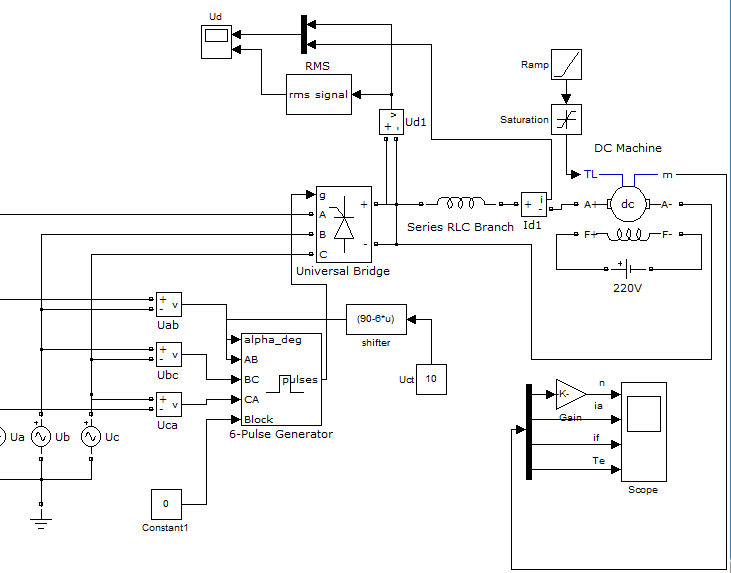 Ud
RMS
rms signal
Ud1
Ramp
Saturation
DC Machine
TL
m
g
A
B
C
+
-
Universal Bridge
Series RLC Branch
+
i
-
Id1
A+
dc
A-
F+
F-
220V
+
-
v
Uab
+
-
v
Ubc
+
-
v
Uca
(90-6*u)
shifter
Uct
10
alpha_deg
AB
BC
CA
Block
pulses
6-Pulse Generator
Ua
Ub
Uc
0
Constant1
K-
Gain
n
ia
if
Te
Scope